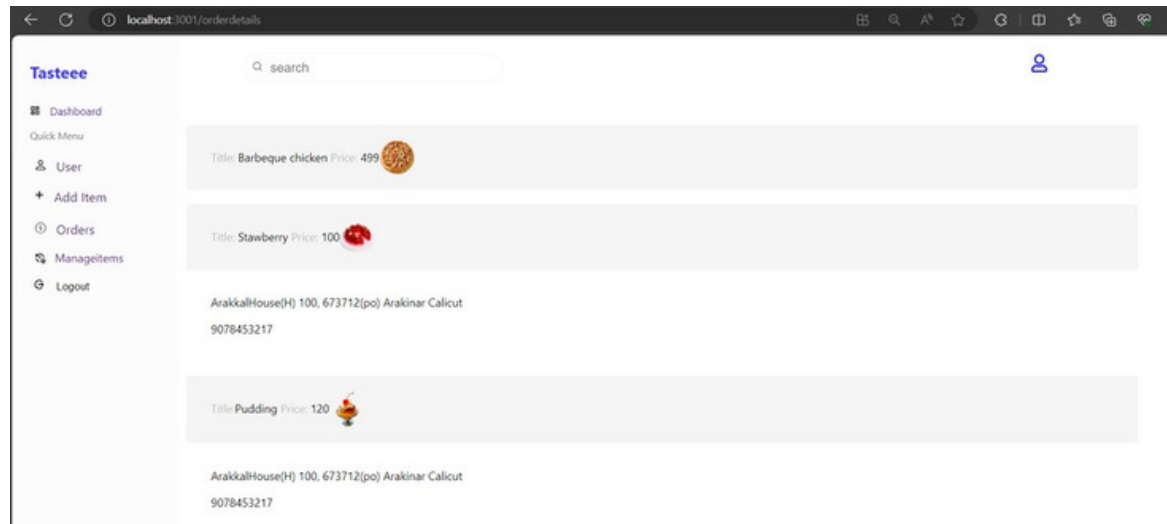 localhost:3001/orderdetails
Tasteee
search
Dashboard
Quick Menu
User
Add Item
Orders
Manageitems
Logout
Title: Barbeque chicken Price: 499
Title: Stawberry Price: 100
ArakkalHouse(H) 100, 673712(po) Arakinar Calicut
9078453217
Title:Pudding Price: 120
ArakkalHouse(H) 100, 673712(po) Arakinar Calicut
9078453217